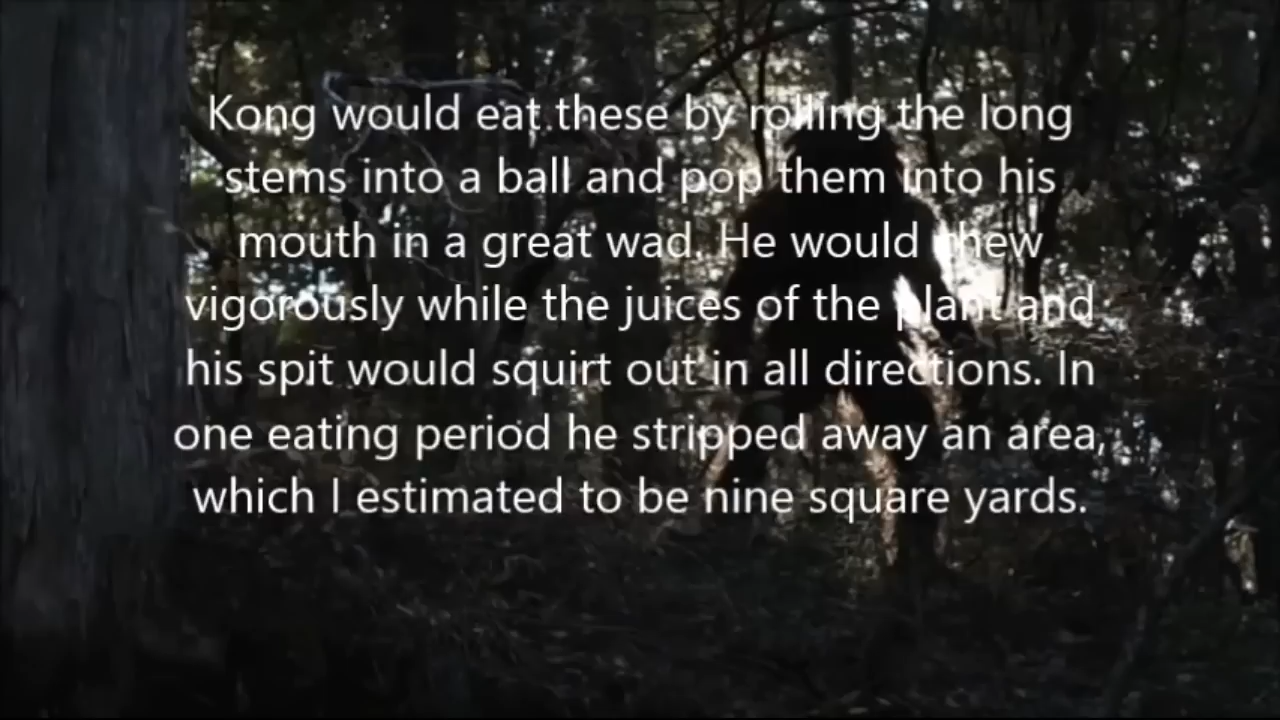 Kong would eat these by rolling the long
stems into a ball and pop them into his
mouth in a great wad. He would chew
vigorously while the juices of the plant and
his spit would squirt out in all directions. In
one eating period he stripped away an area,
which I estimated to be nine square yards.